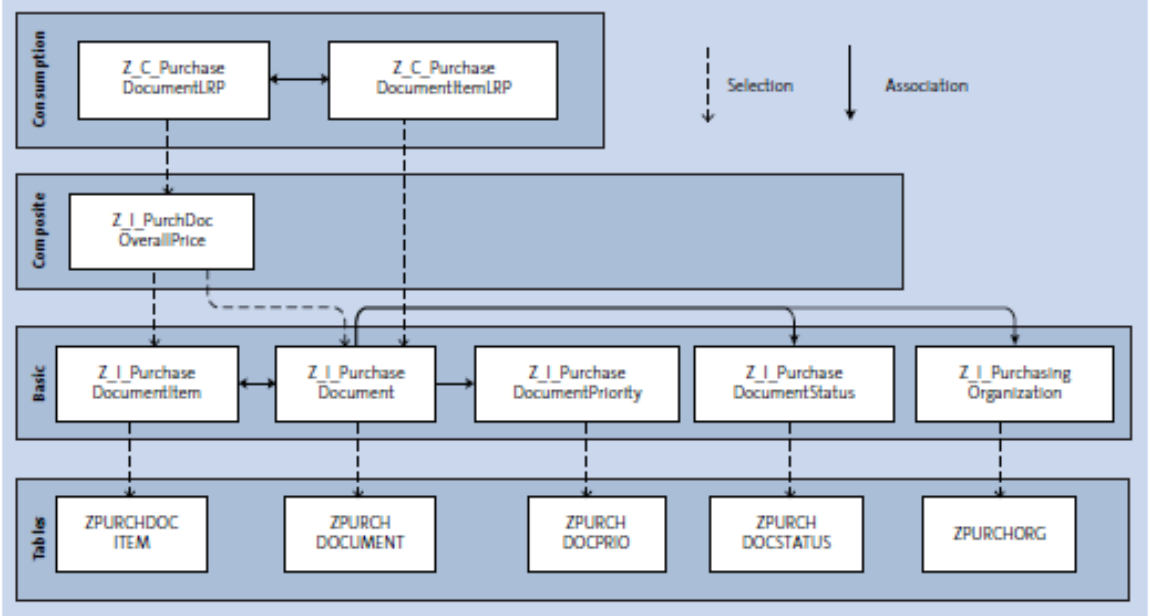 Consumption
Z_C_Purchase
DocumentLRP
Z_C_Purchase
DocumentItemLRP
Selection
Association
Composite
Z_I_PurchDoc
OverallPrice
Basic
Z_I_Purchase
DocumentItem
Z_I_Purchase
Document
Z_I_Purchase
DocumentPriority
Z_I_Purchase
DocumentStatus
Z_I_Purchasing
Organization
Tables
ZPURCHDOC
ITEM
ZPURCH
DOCUMENT
ZPURCH
DOCPRIO
ZPURCH
DOCSTATUS
ZPURCHORG